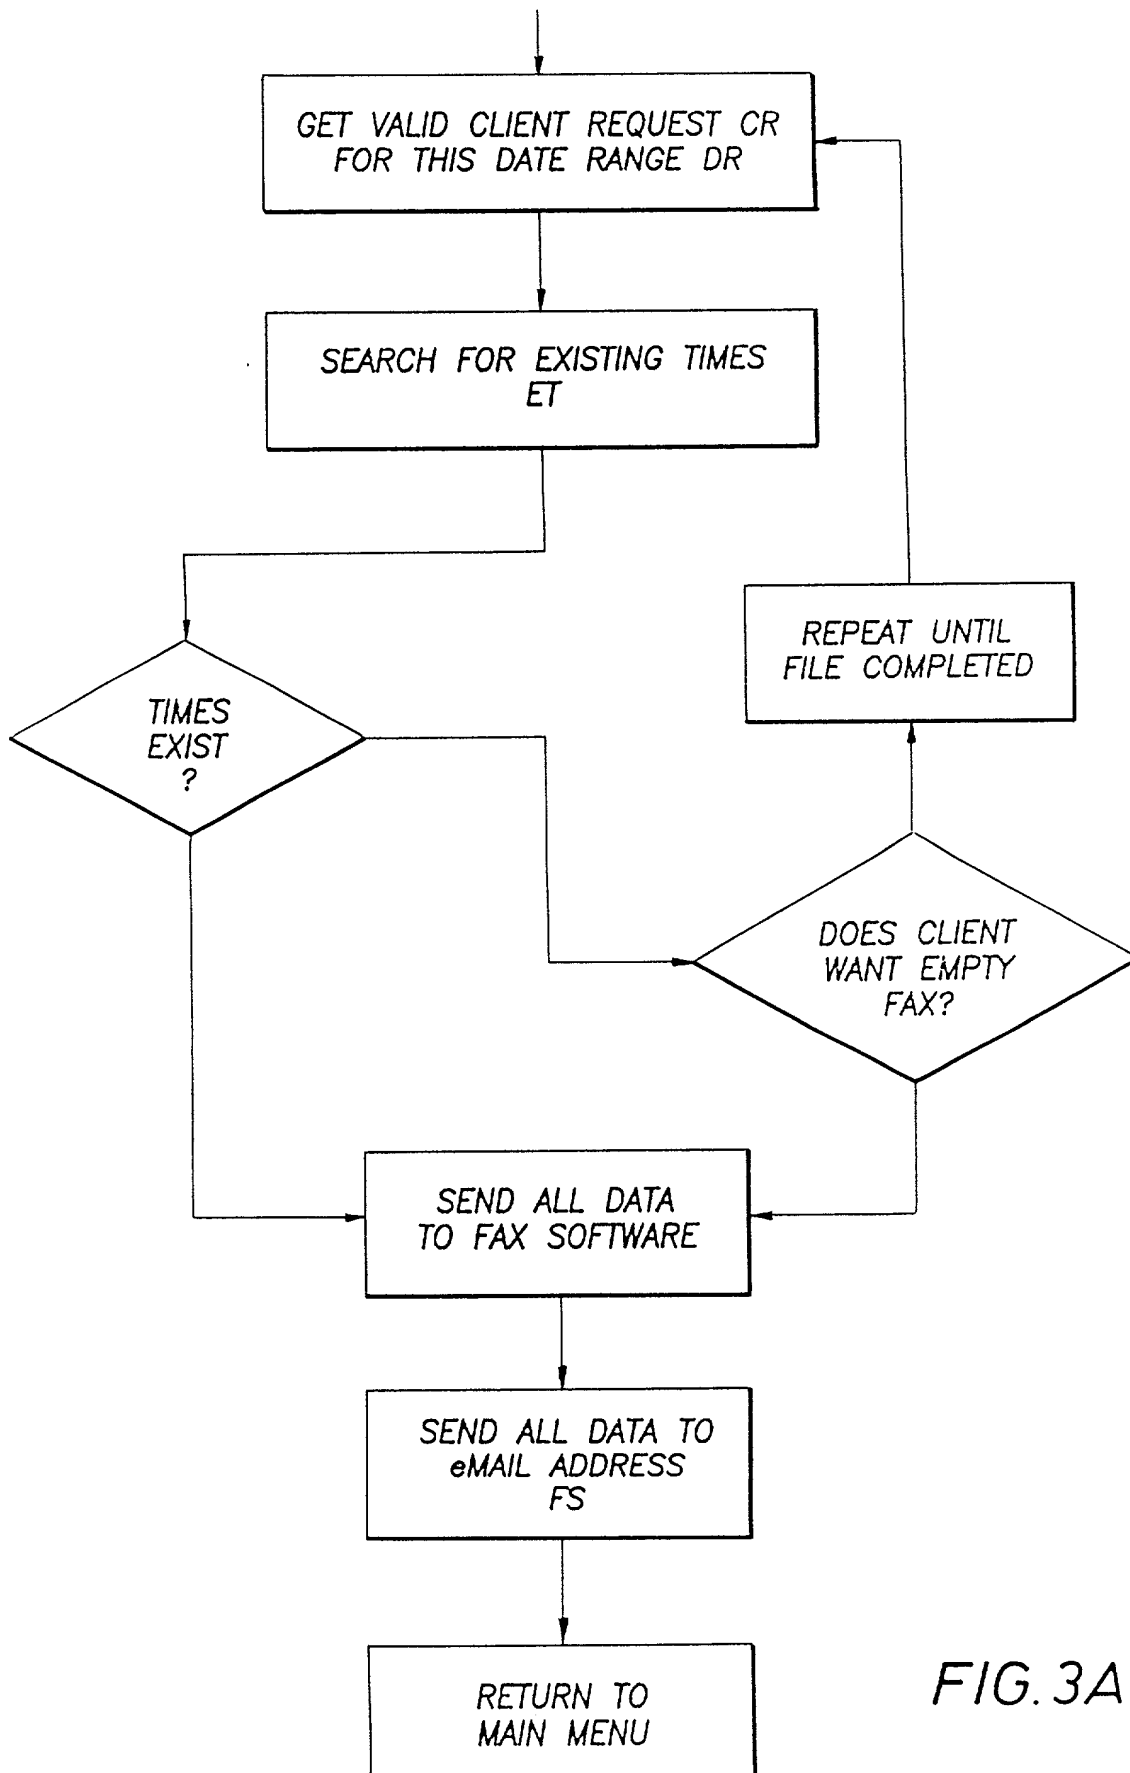 GET VALID CLIENT REQUEST CR
FOR THIS DATE RANGE DR
SEARCH FOR EXISTING TIMES
ET
REPEAT UNTIL
FILE COMPLETED
TIMES
EXIST
?
DOES CLIENT
WANT EMPTY
FAX?
SEND ALL DATA
TO FAX SOFTWARE
SEND ALL DATA TO
eMAIL ADDRESS
FS
RETURN TO
MAIN MENU
FIG. 3A